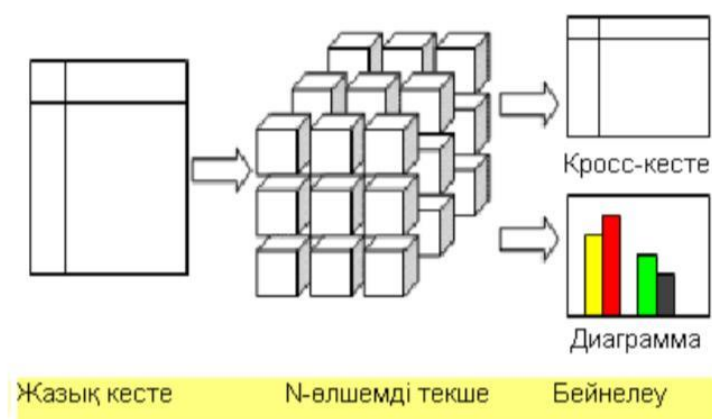 Кросс-кесте
Диаграмма
Жазық кесте N-өлшемді текше Бейнелеу